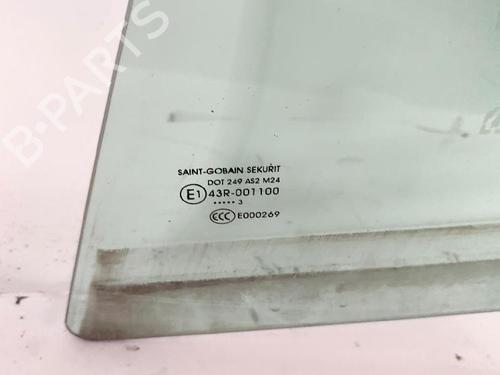 B-PARTS
SAINT-GOBAIN SEKURIT
DOT 249 AS2 M24
E1 43R-001100
••••• 3
CCC E000269